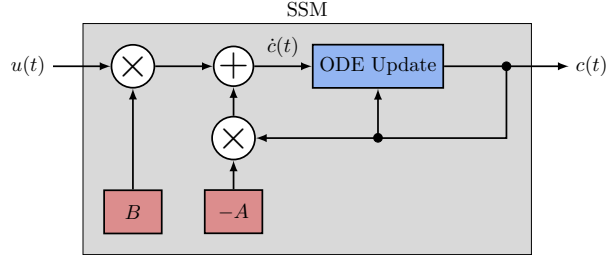 SSM
u(t)
ċ(t)
ODE Update
c(t)
B
−A